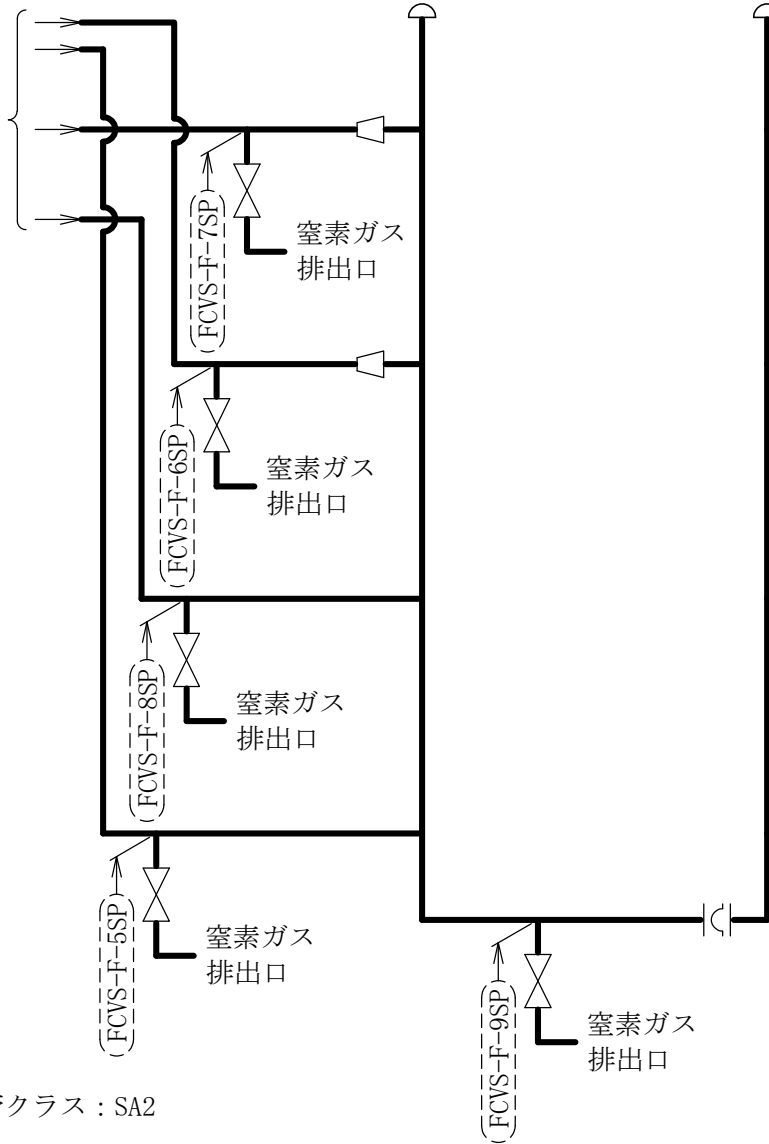 FCVS-F-7SP
窒素ガス
排出口
FCVS-F-6SP
窒素ガス
排出口
FCVS-F-8SP
窒素ガス
排出口
FCVS-F-5SP
窒素ガス
排出口
FCVS-F-9SP
窒素ガス
排出口
クラス：SA2